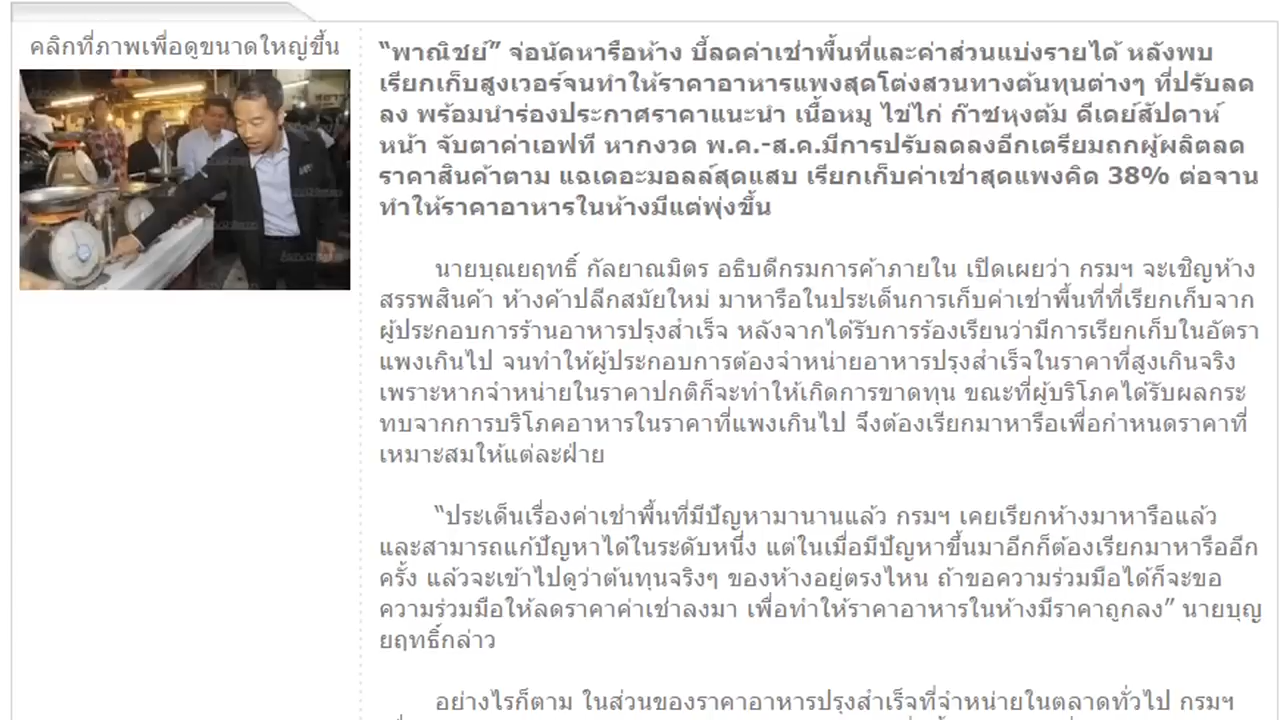 คลิกที่ภาพเพื่อดูขนาดใหญ่ขึ้น
“พาณิชย์” จ่อนัดหารือห้าง บี้ลดค่าเช่าพื้นที่และค่าส่วนแบ่งรายได้ หลังพบ
เรียกเก็บสูงเวอร์จนทำให้ราคาอาหารแพงสุดโต่งสวนทางต้นทุนต่างๆ ที่ปรับลด
ลง พร้อมนำร่องประกาศราคาแนะนำ เนื้อหมู ไข่ไก่ ก๊าซหุงต้ม ดีเดย์สัปดาห์
หน้า จับตาค่าเอฟที หากงวด พ.ค.-ส.ค.มีการปรับลดลงอีกเตรียมถกผู้ผลิตลด
ราคาสินค้าตาม แฉเดอะมอลล์สุดแสบ เรียกเก็บค่าเช่าสุดแพงคิด 38% ต่อจาน
ทำให้ราคาอาหารในห้างมีแต่พุ่งขึ้น
นายบุณยฤทธิ์ กัลยาณมิตร อธิบดีกรมการค้าภายใน เปิดเผยว่า กรมฯ จะเชิญห้าง
สรรพสินค้า ห้างค้าปลีกสมัยใหม่ มาหารือในประเด็นการเก็บค่าเช่าพื้นที่ที่เรียกเก็บจาก
ผู้ประกอบการร้านอาหารปรุงสำเร็จ หลังจากได้รับการร้องเรียนว่ามีการเรียกเก็บในอัตรา
แพงเกินไป จนทำให้ผู้ประกอบการต้องจำหน่ายอาหารปรุงสำเร็จในราคาที่สูงเกินจริง
เพราะหากจำหน่ายในราคาปกติก็จะทำให้เกิดการขาดทุน ขณะที่ผู้บริโภคได้รับผลกระ
ทบจากการบริโภคอาหารในราคาที่แพงเกินไป จึงต้องเรียกมาหารือเพื่อกำหนดราคาที่
เหมาะสมให้แต่ละฝ่าย
“ประเด็นเรื่องค่าเช่าพื้นที่มีปัญหามานานแล้ว กรมฯ เคยเรียกห้างมาหารือแล้ว
และสามารถแก้ปัญหาได้ในระดับหนึ่ง แต่ในเมื่อมีปัญหาขึ้นมาอีกก็ต้องเรียกมาหารืออีก
ครั้ง แล้วจะเข้าไปดูว่าต้นทุนจริงๆ ของห้างอยู่ตรงไหน ถ้าขอความร่วมมือได้ก็จะขอ
ความร่วมมือให้ลดราคาค่าเช่าลงมา เพื่อทำให้ราคาอาหารในห้างมีราคาถูกลง” นายบุญ
ยฤทธิ์กล่าว
อย่างไรก็ตาม ในส่วนของราคาอาหารปรุงสำเร็จที่จำหน่ายในตลาดทั่วไป กรมฯ